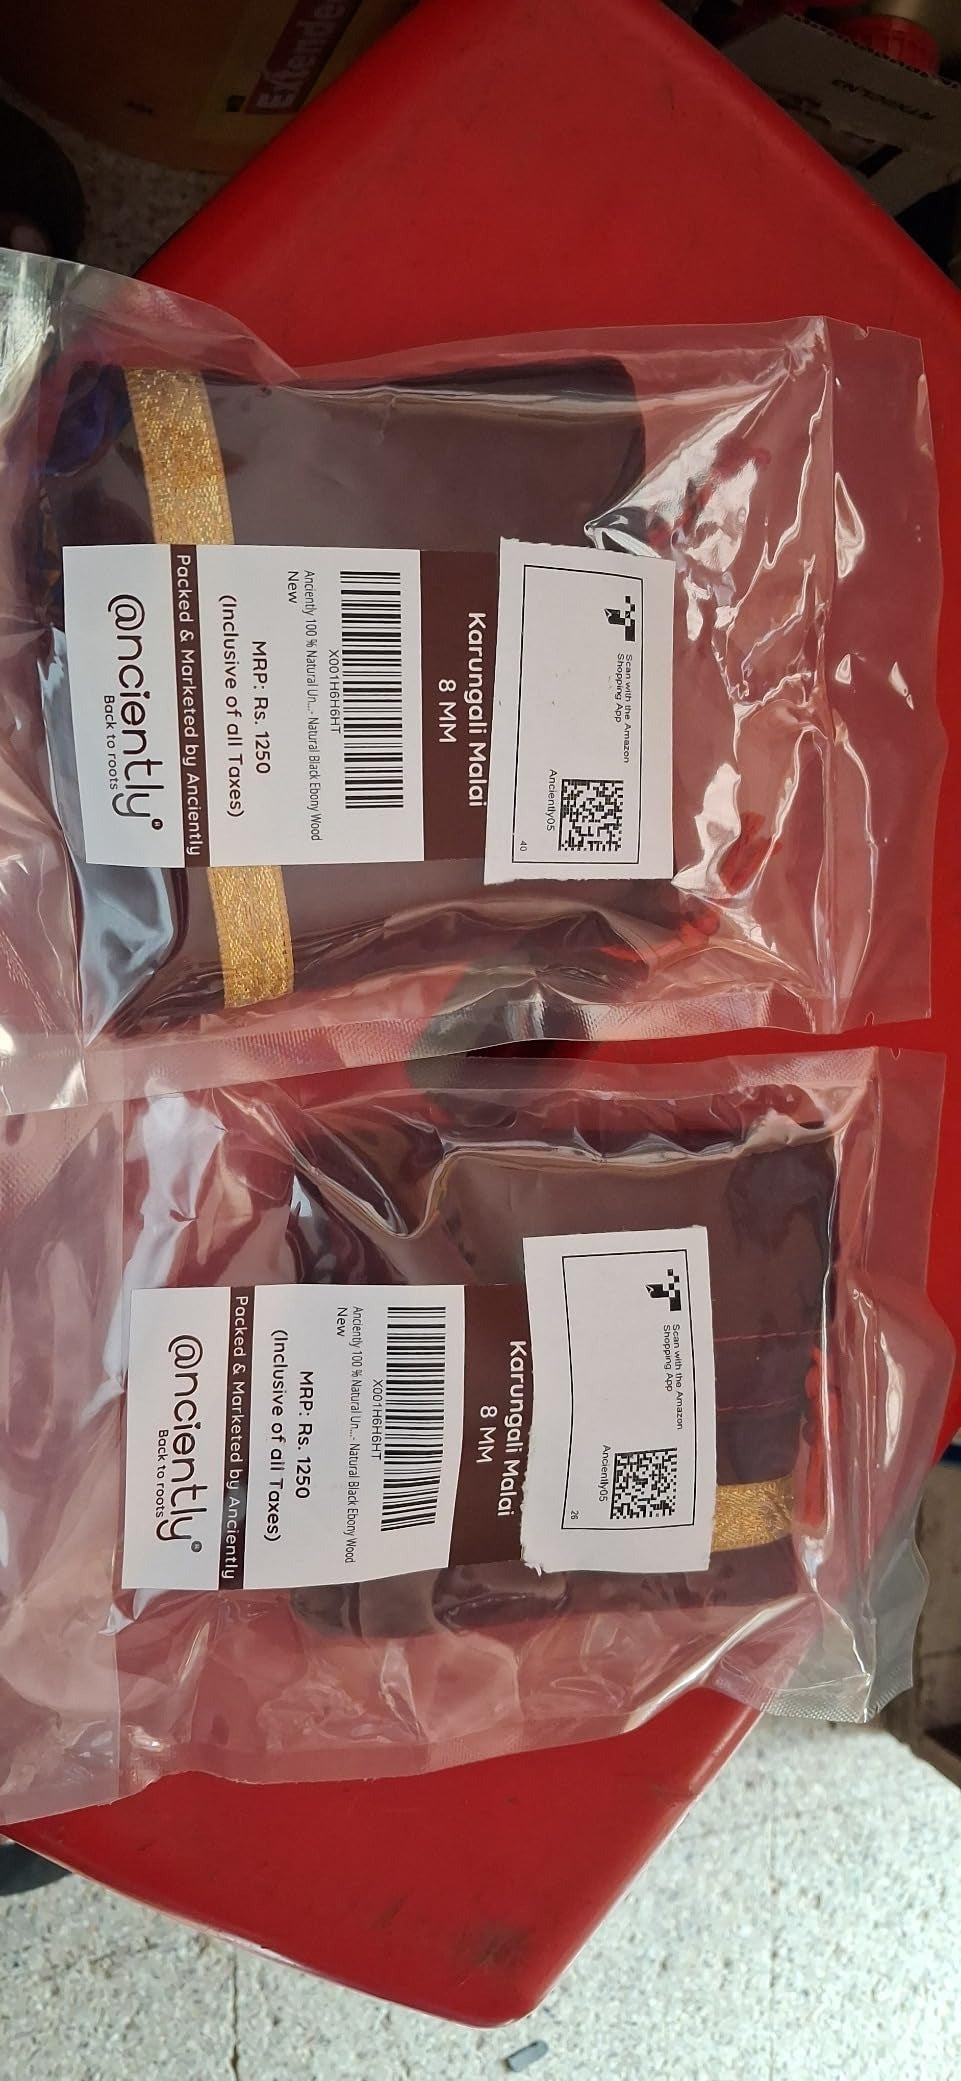 Extende
Scan with the Amazon
Shopping App
Anciently05
40
Karungali Malai
8 MM
X001H6H6HT
Anciently 100 % Natural Un...- Natural Black Ebony Wood
New
MRP: Rs. 1250
(Inclusive of all Taxes)
Packed & Marketed by Anciently
@nciently®
Back to roots
Scan with the Amazon
Shopping App
Anciently05
26
Karungali Malai
8 MM
X001H6H6HT
Anciently 100 % Natural Un...- Natural Black Ebony Wood
New
MRP: Rs. 1250
(Inclusive of all Taxes)
Packed & Marketed by Anciently
@nciently®
Back to roots